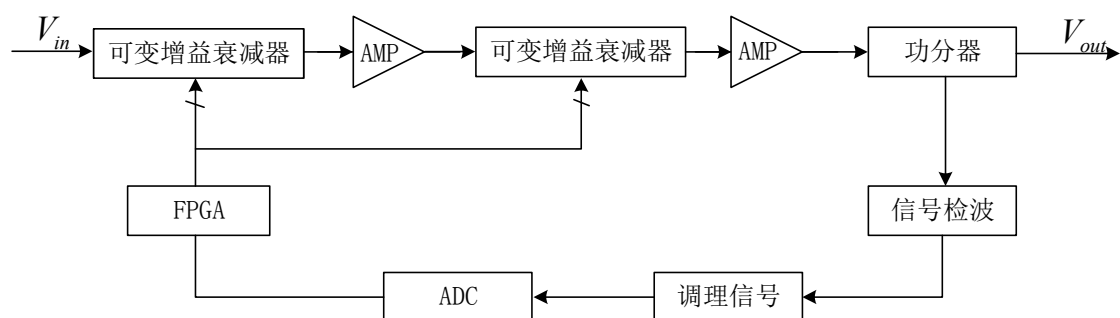 V_in
可变增益衰减器
AMP
可变增益衰减器
AMP
功分器
V_out
FPGA
信号检波
ADC
调理信号